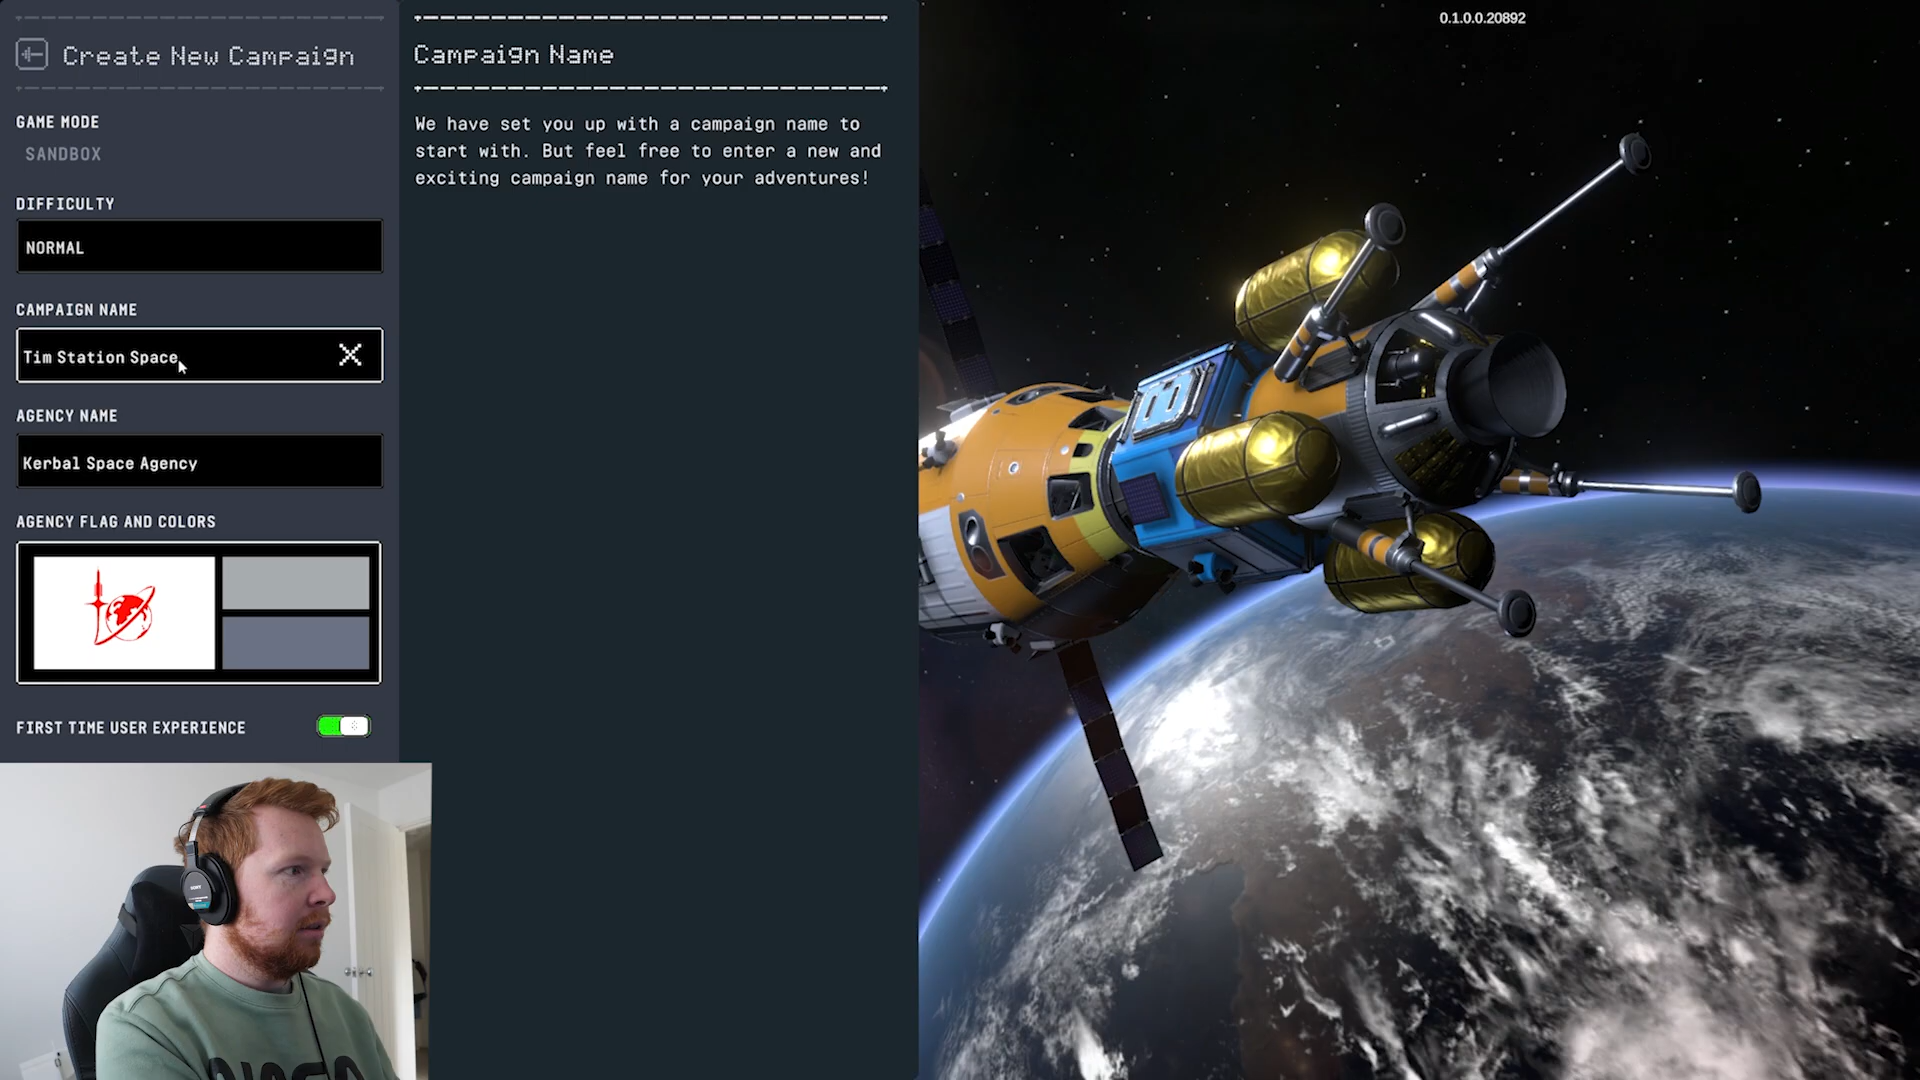 Create New Campaign
GAME MODE
SANDBOX
DIFFICULTY
NORMAL
CAMPAIGN NAME
Tim Station Space
AGENCY NAME
Kerbal Space Agency
AGENCY FLAG AND COLORS
FIRST TIME USER EXPERIENCE
Campaign Name
We have set you up with a campaign name to
start with. But feel free to enter a new and
exciting campaign name for your adventures!
0.1.0.0.20892
SONY
NASA